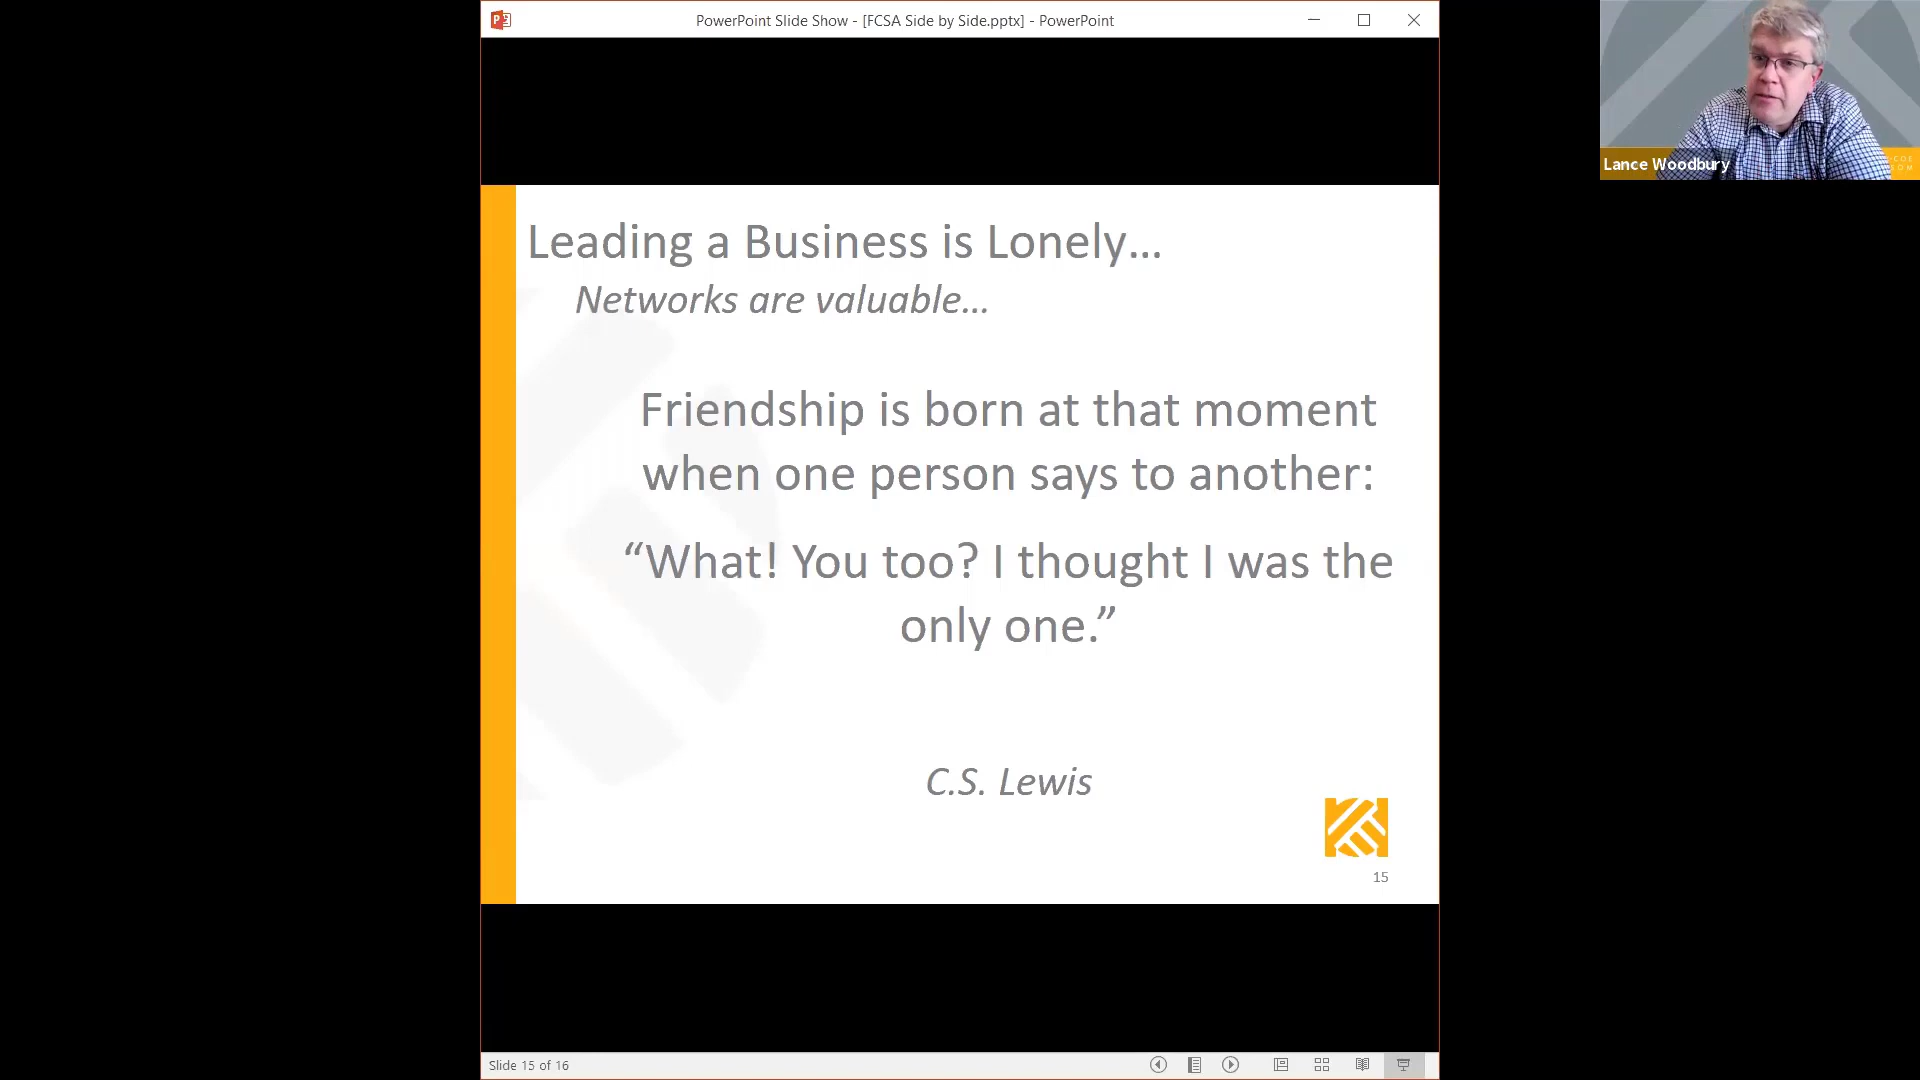 PowerPoint Slide Show - [FCSA Side by Side.pptx] - PowerPoint
Lance Woodbury
Leading a Business is Lonely…
Networks are valuable…
Friendship is born at that moment
when one person says to another:
“What! You too? I thought I was the
only one.”
C.S. Lewis
15
Slide 15 of 16